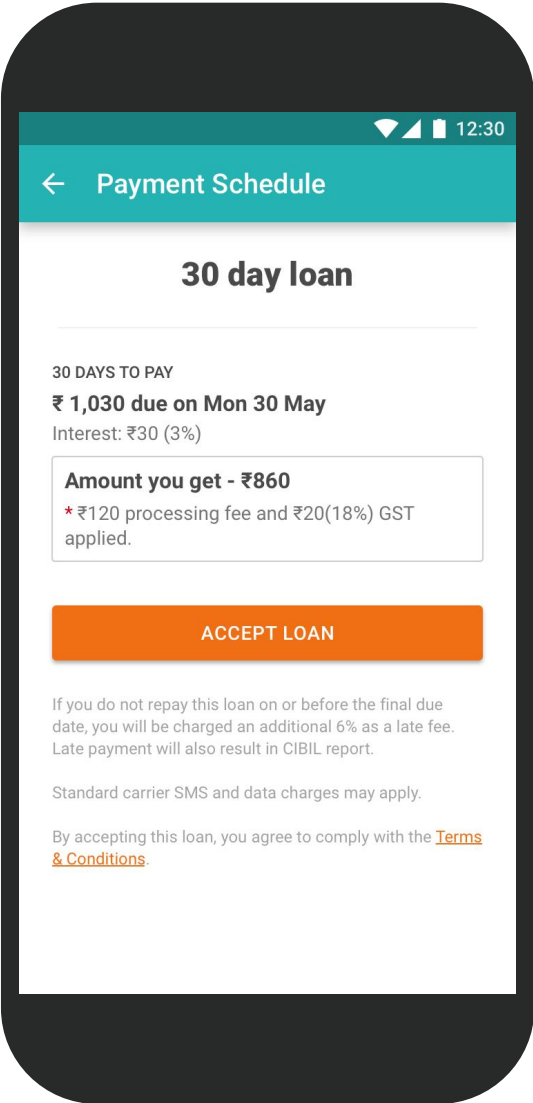 12:30
Payment Schedule
30 day loan
30 DAYS TO PAY
₹ 1,030 due on Mon 30 May
Interest: ₹30 (3%)
Amount you get - ₹860
* ₹120 processing fee and ₹20(18%) GST
applied.
ACCEPT LOAN
If you do not repay this loan on or before the final due
date, you will be charged an additional 6% as a late fee.
Late payment will also result in CIBIL report.
Standard carrier SMS and data charges may apply.
By accepting this loan, you agree to comply with the Terms
& Conditions.